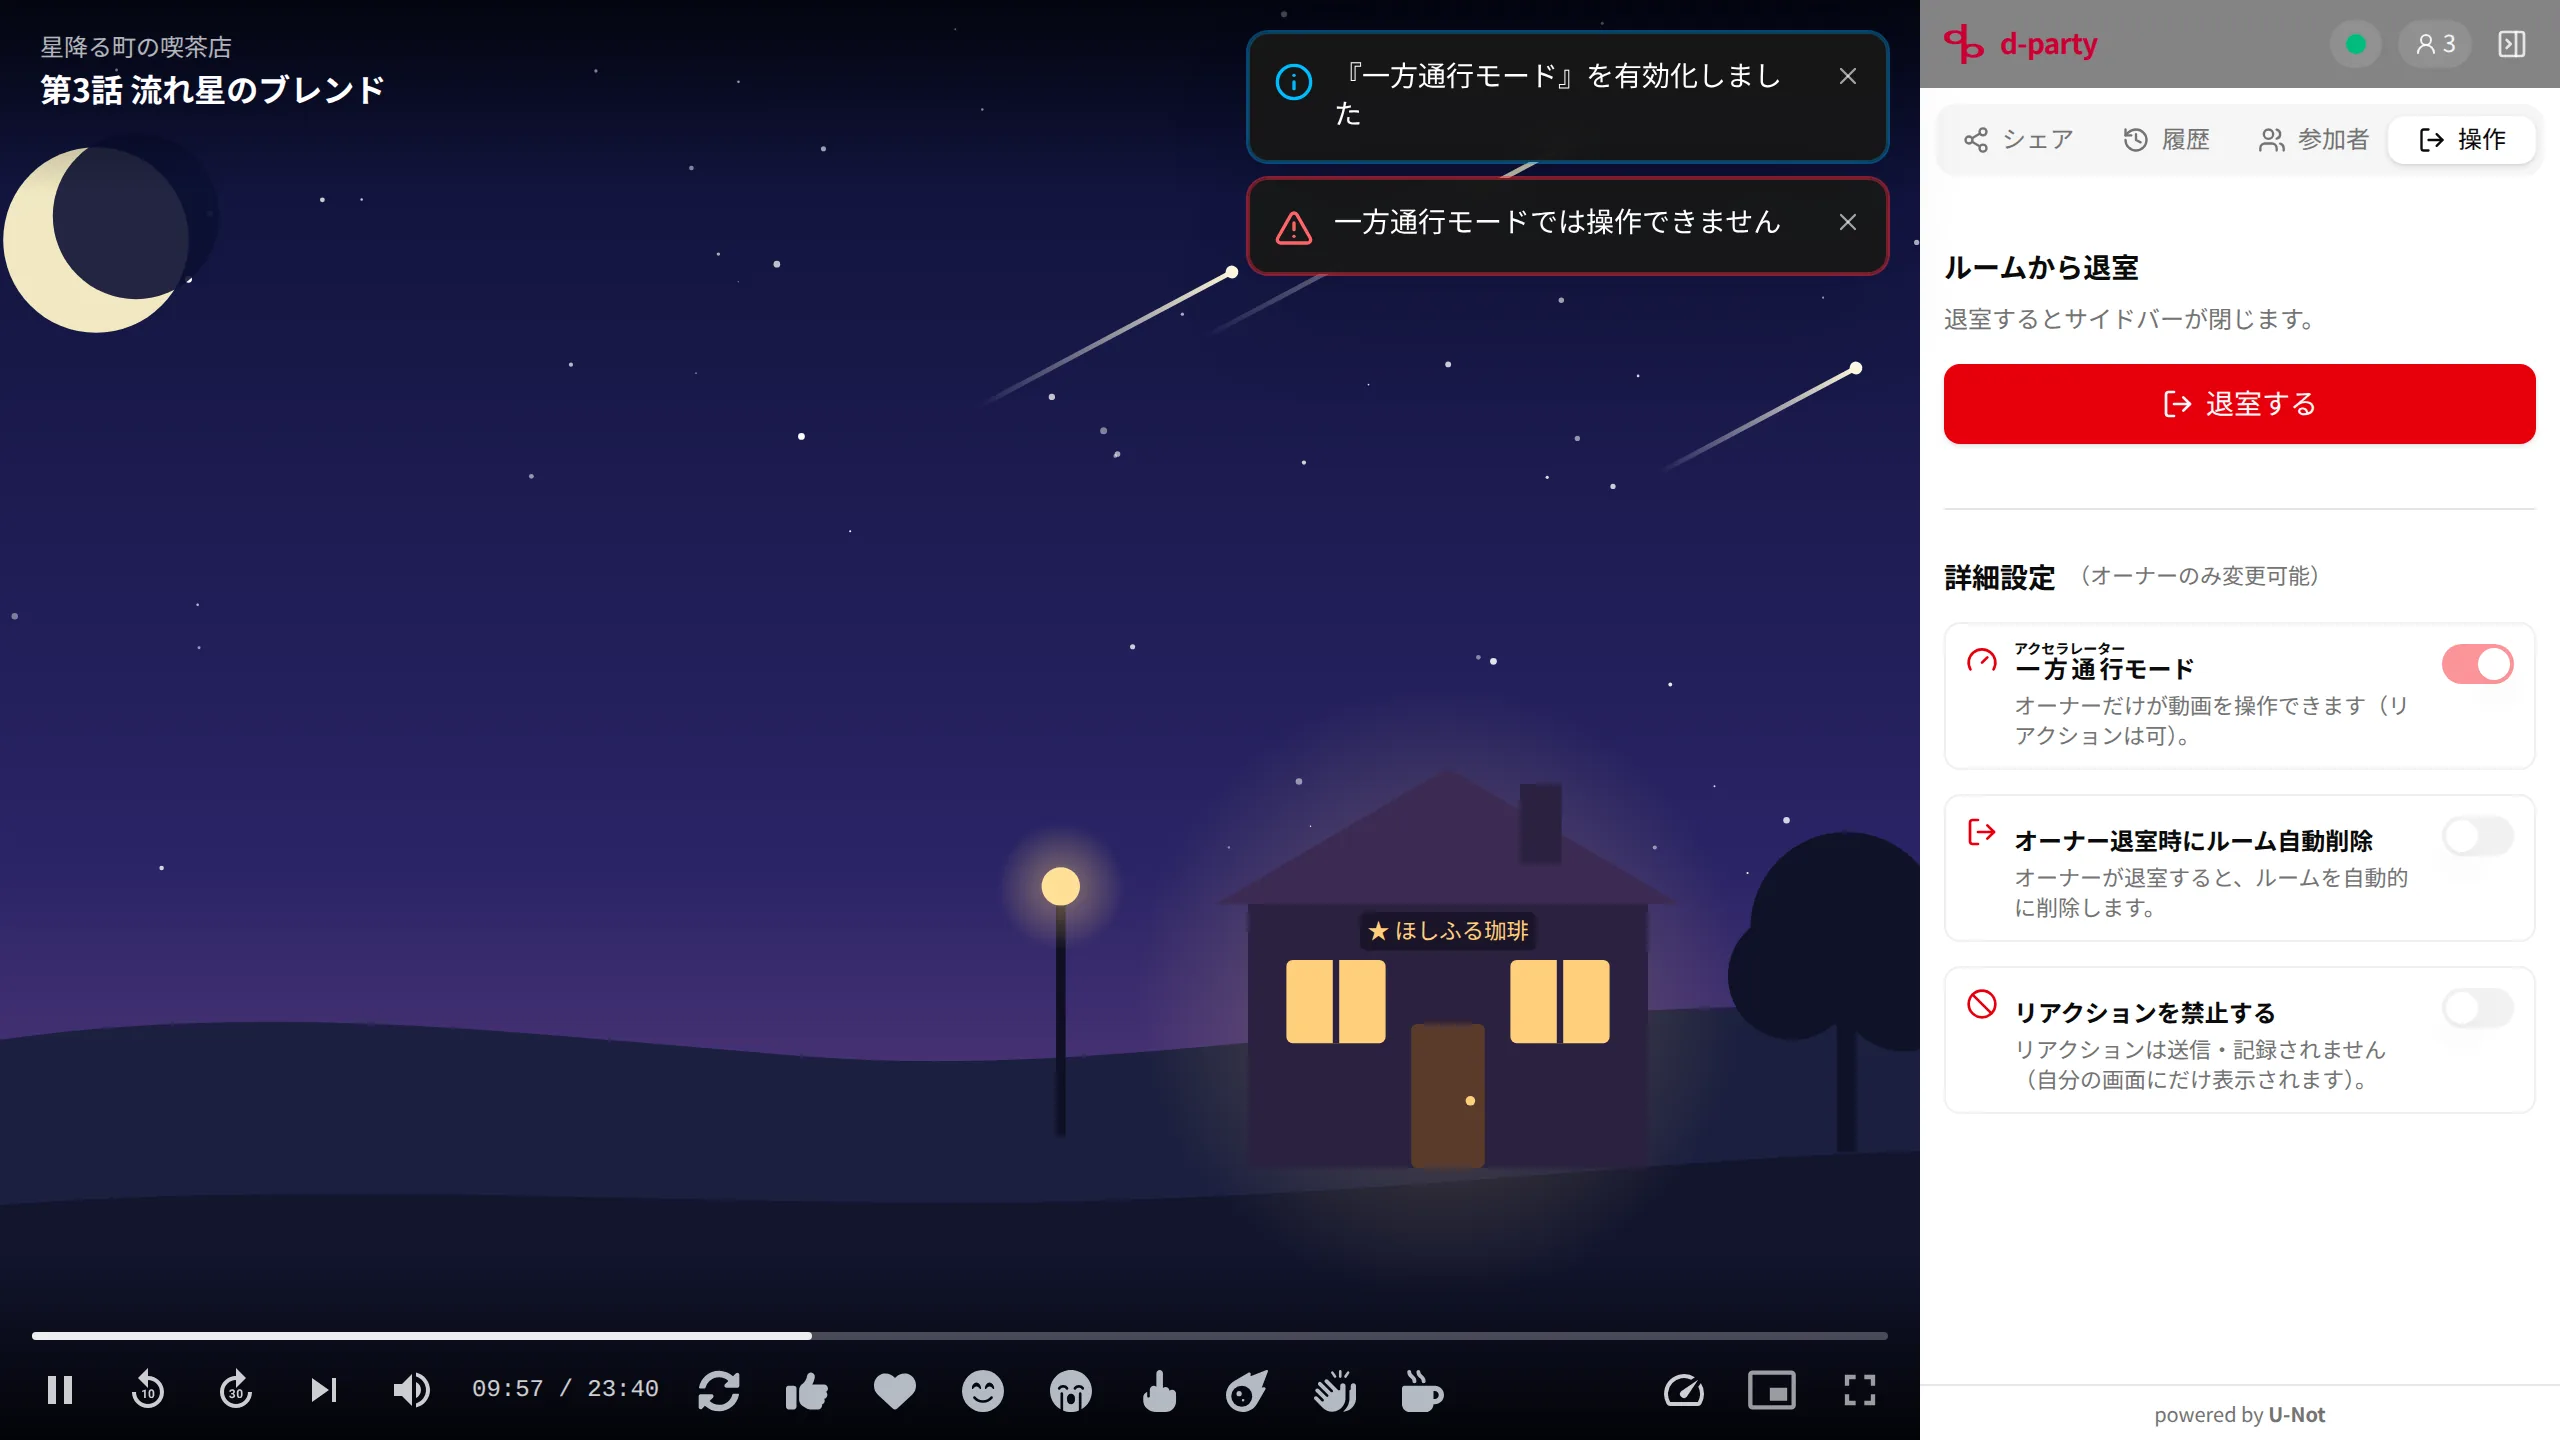 星降る町の喫茶店
第3話 流れ星のブレンド
『一方通行モード』を有効化しまし
た
一方通行モードでは操作できません
★ ほしふる珈琲
10
30
09:57 / 23:40
d-party
3
シェア
履歴
参加者
操作
ルームから退室
退室するとサイドバーが閉じます。
退室する
詳細設定 （オーナーのみ変更可能）
アクセラレーター
一方通行モード
オーナーだけが動画を操作できます（リ
アクションは可）。
オーナー退室時にルーム自動削除
オーナーが退室すると、ルームを自動的
に削除します。
リアクションを禁止する
リアクションは送信・記録されません
（自分の画面にだけ表示されます）。
powered by U-Not